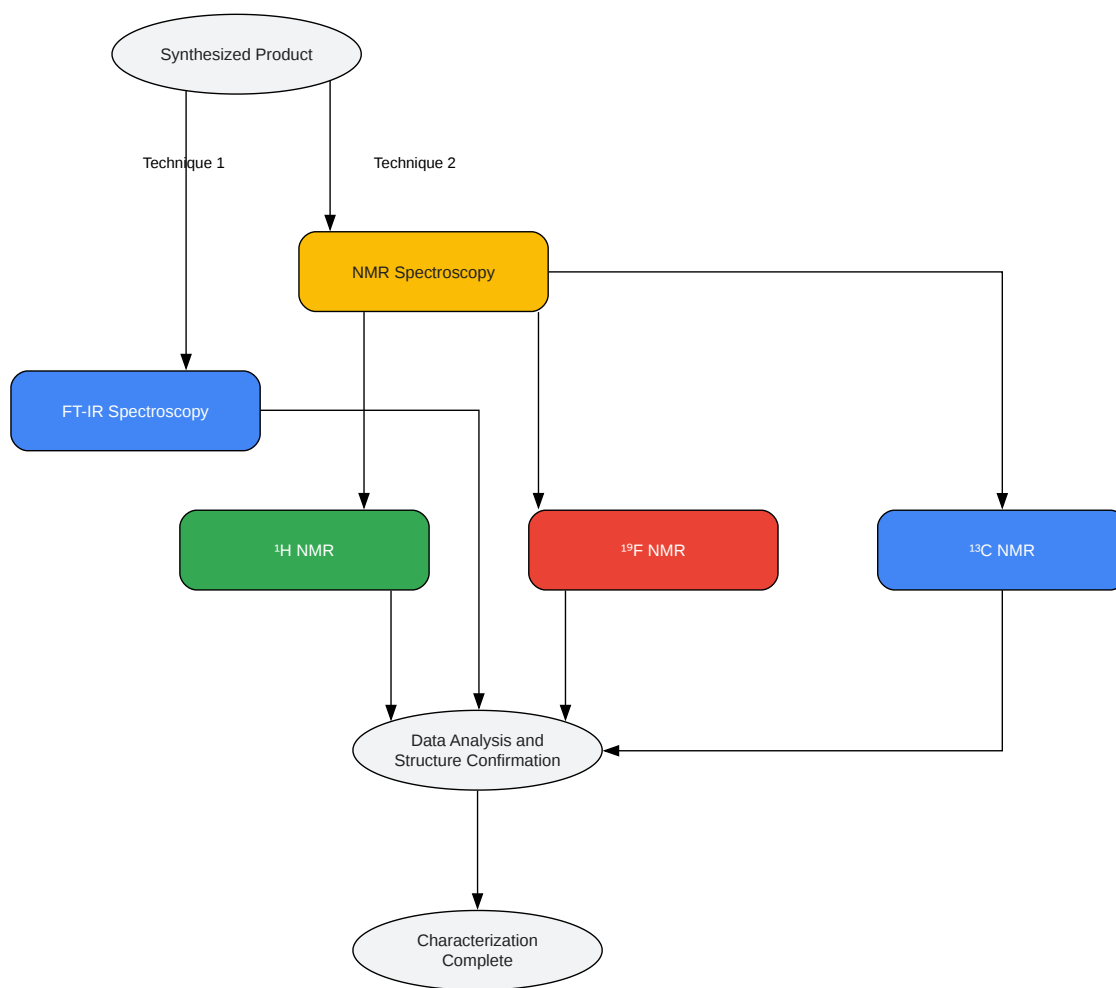 Synthesized Product
Technique 1
Technique 2
NMR Spectroscopy
FT-IR Spectroscopy
¹H NMR
¹⁹F NMR
¹³C NMR
Data Analysis and
Structure Confirmation
Characterization
Complete